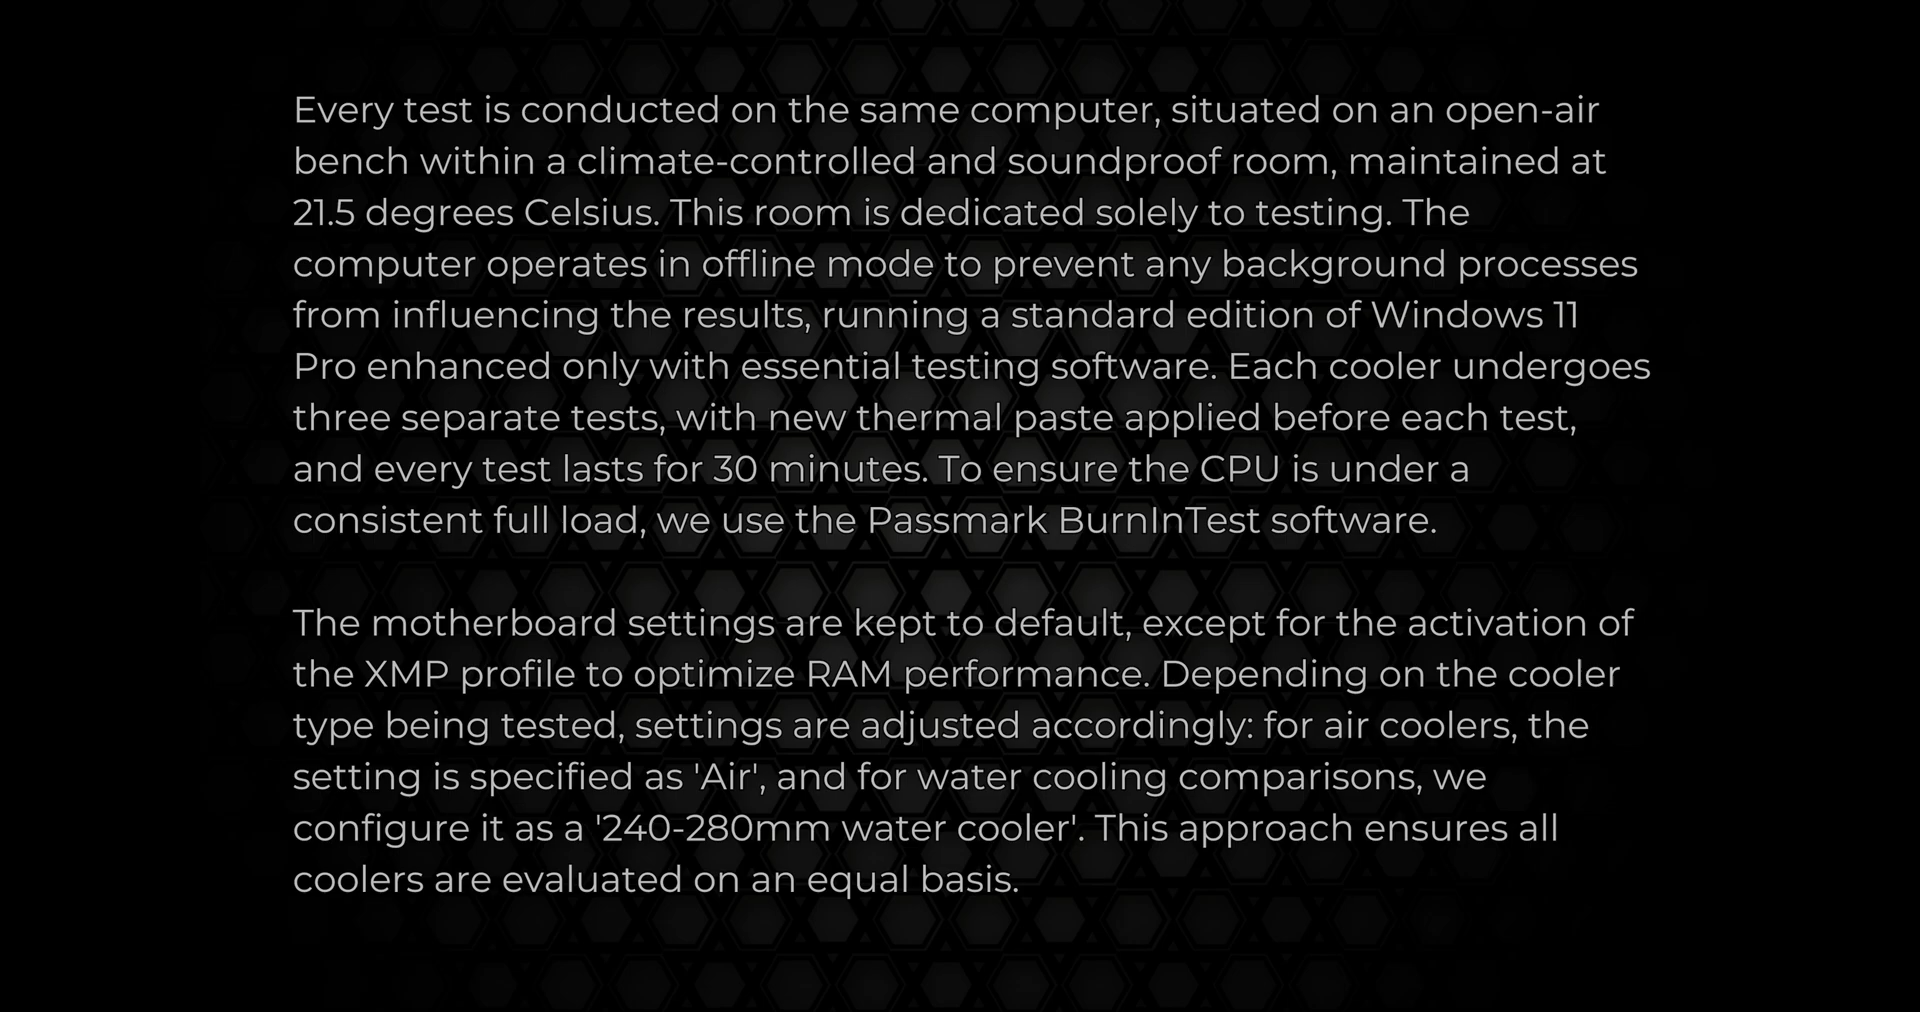 Every test is conducted on the same computer, situated on an open-air
bench within a climate-controlled and soundproof room, maintained at
21.5 degrees Celsius. This room is dedicated solely to testing. The
computer operates in offline mode to prevent any background processes
from influencing the results, running a standard edition of Windows 11
Pro enhanced only with essential testing software. Each cooler undergoes
three separate tests, with new thermal paste applied before each test,
and every test lasts for 30 minutes. To ensure the CPU is under a
consistent full load, we use the Passmark BurnInTest software.
The motherboard settings are kept to default, except for the activation of
the XMP profile to optimize RAM performance. Depending on the cooler
type being tested, settings are adjusted accordingly: for air coolers, the
setting is specified as 'Air', and for water cooling comparisons, we
configure it as a '240-280mm water cooler'. This approach ensures all
coolers are evaluated on an equal basis.